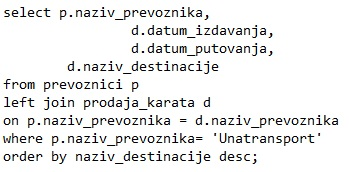 select p.naziv_prevoznika,
d.datum_izdavanja,
d.datum_putovanja,
d.naziv_destinacije
from prevoznici p
left join prodaja_karata d
on p.naziv_prevoznika = d.naziv_prevoznika
where p.naziv_prevoznika= 'Unatransport'
order by naziv_destinacije desc;